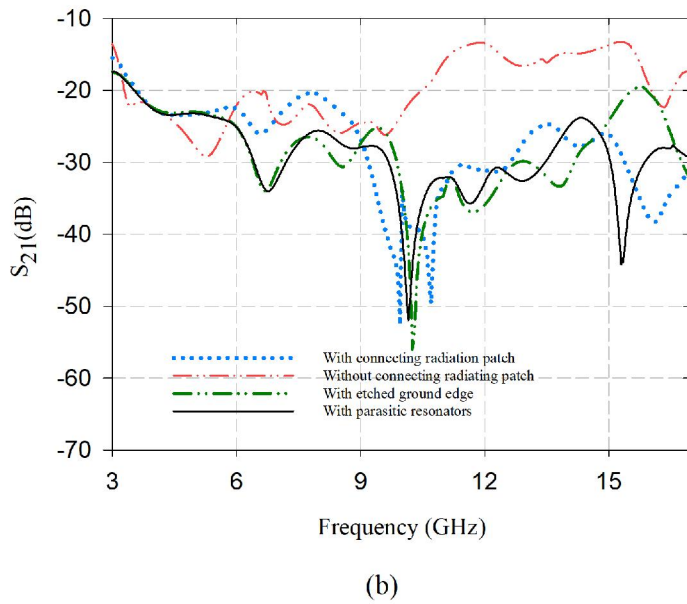 -10
-20
-30
-40
-50
-60
-70
S21(dB)
With connecting radiation patch
Without connecting radiating patch
With etched ground edge
With parasitic resonators
3 6 9 12 15
Frequency (GHz)
(b)